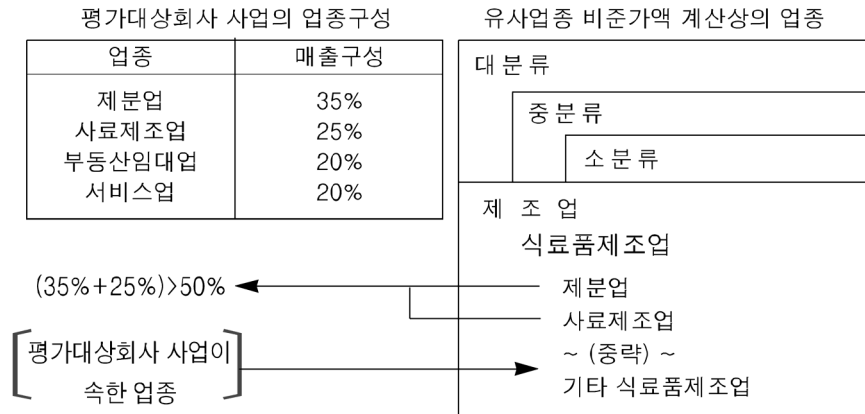 평가대상회사 사업의 업종구성
업종 매출구성
제분업 35%
사료제조업 25%
부동산임대업 20%
서비스업 20%
(35%+25%)>50%
평가대상회사 사업이
속한 업종
유사업종 비준가액 계산상의 업종
대분류
중분류
소분류
제 조 업
식료품제조업
제분업
사료제조업
~ (중략) ~
기타 식료품제조업